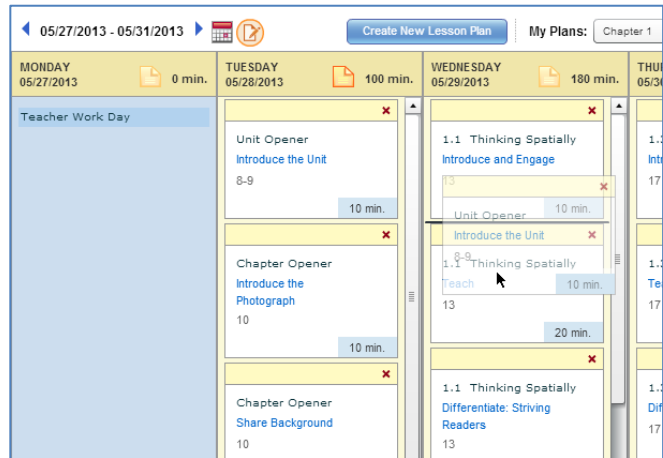 05/27/2013 - 05/31/2013
Create New Lesson Plan
My Plans: Chapter 1
MONDAY
05/27/2013
0 min.
Teacher Work Day
TUESDAY
05/28/2013
100 min.
Unit Opener
Introduce the Unit
8-9
10 min.
Chapter Opener
Introduce the
Photograph
10
10 min.
Chapter Opener
Share Background
10
WEDNESDAY
05/29/2013
180 min.
1.1 Thinking Spatially
Introduce and Engage
13
10 min.
Unit Opener
Introduce the Unit
8-9
10 min.
1.1 Thinking Spatially
Teach
13
20 min.
1.1 Thinking Spatially
Differentiate: Striving
Readers
13
17
17
17